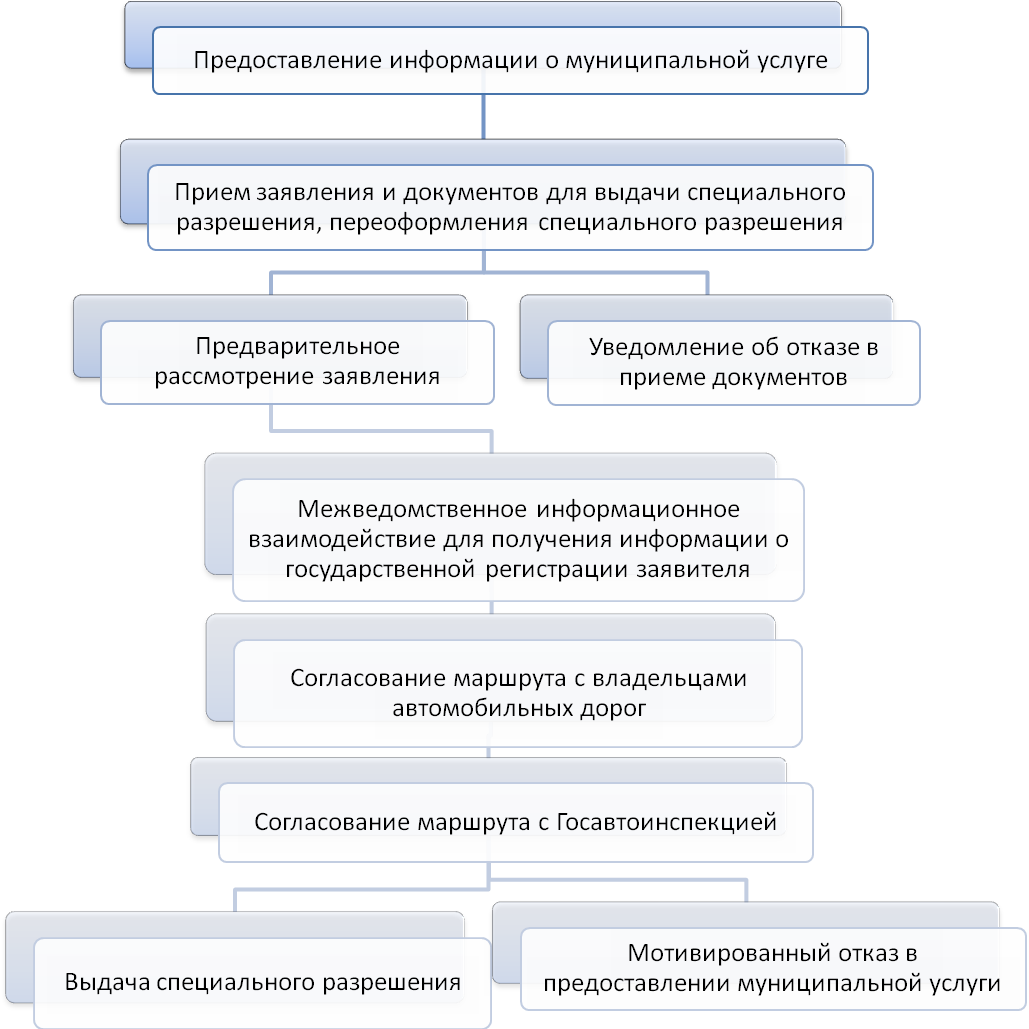 Предоставление информации о муниципальной услуге
Прием заявления и документов для выдачи специального
разрешения, переоформления специального разрешения
Предварительное
рассмотрение заявления
Уведомление об отказе в
приеме документов
Межведомственное информационное
взаимодействие для получения информации о
государственной регистрации заявителя
Согласование маршрута с владельцами
автомобильных дорог
Согласование маршрута с Госавтоинспекцией
Выдача специального разрешения
Мотивированный отказ в
предоставлении муниципальной услуги